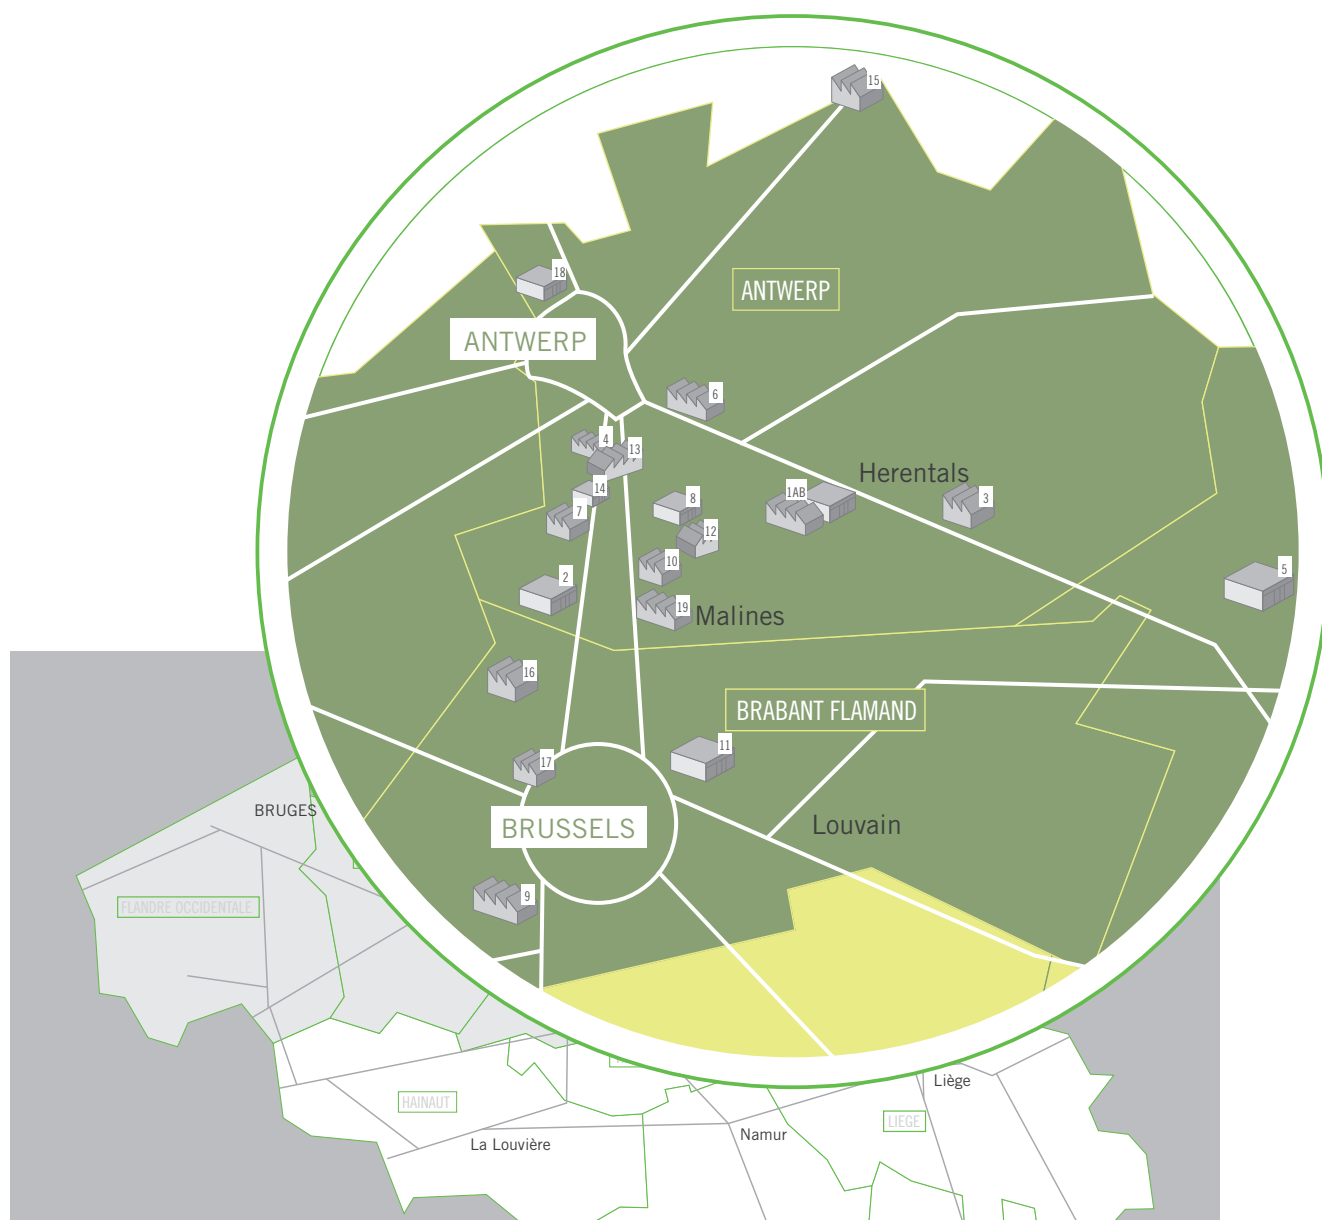 15
18
ANTWERP
ANTWERP
6
4
13
Herentals
14
1AB
3
8
7
12
10
5
2
19
Malines
16
BRABANT FLAMAND
11
17
BRUGES
BRUSSELS
Louvain
9
FLANDRE OCCIDENTALE
Liège
HAINAUT
LIEGE
Namur
La Louvière